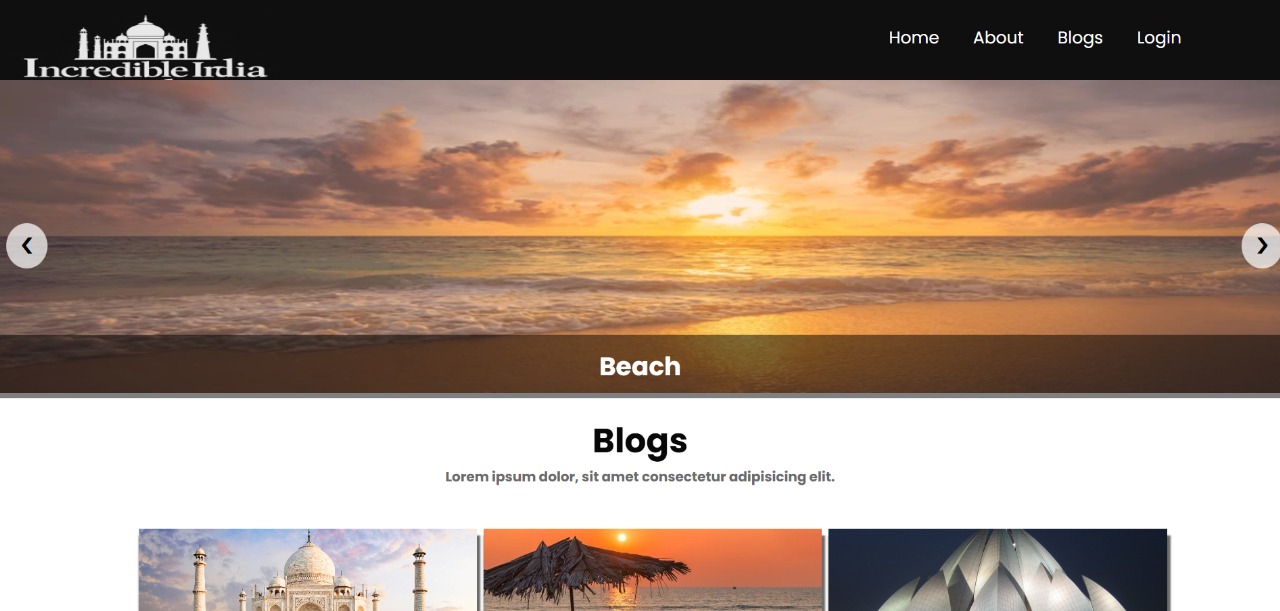 Incredible India
Home About Blogs Login
❮ ❯
Beach
Blogs
Lorem ipsum dolor, sit amet consectetur adipisicing elit.